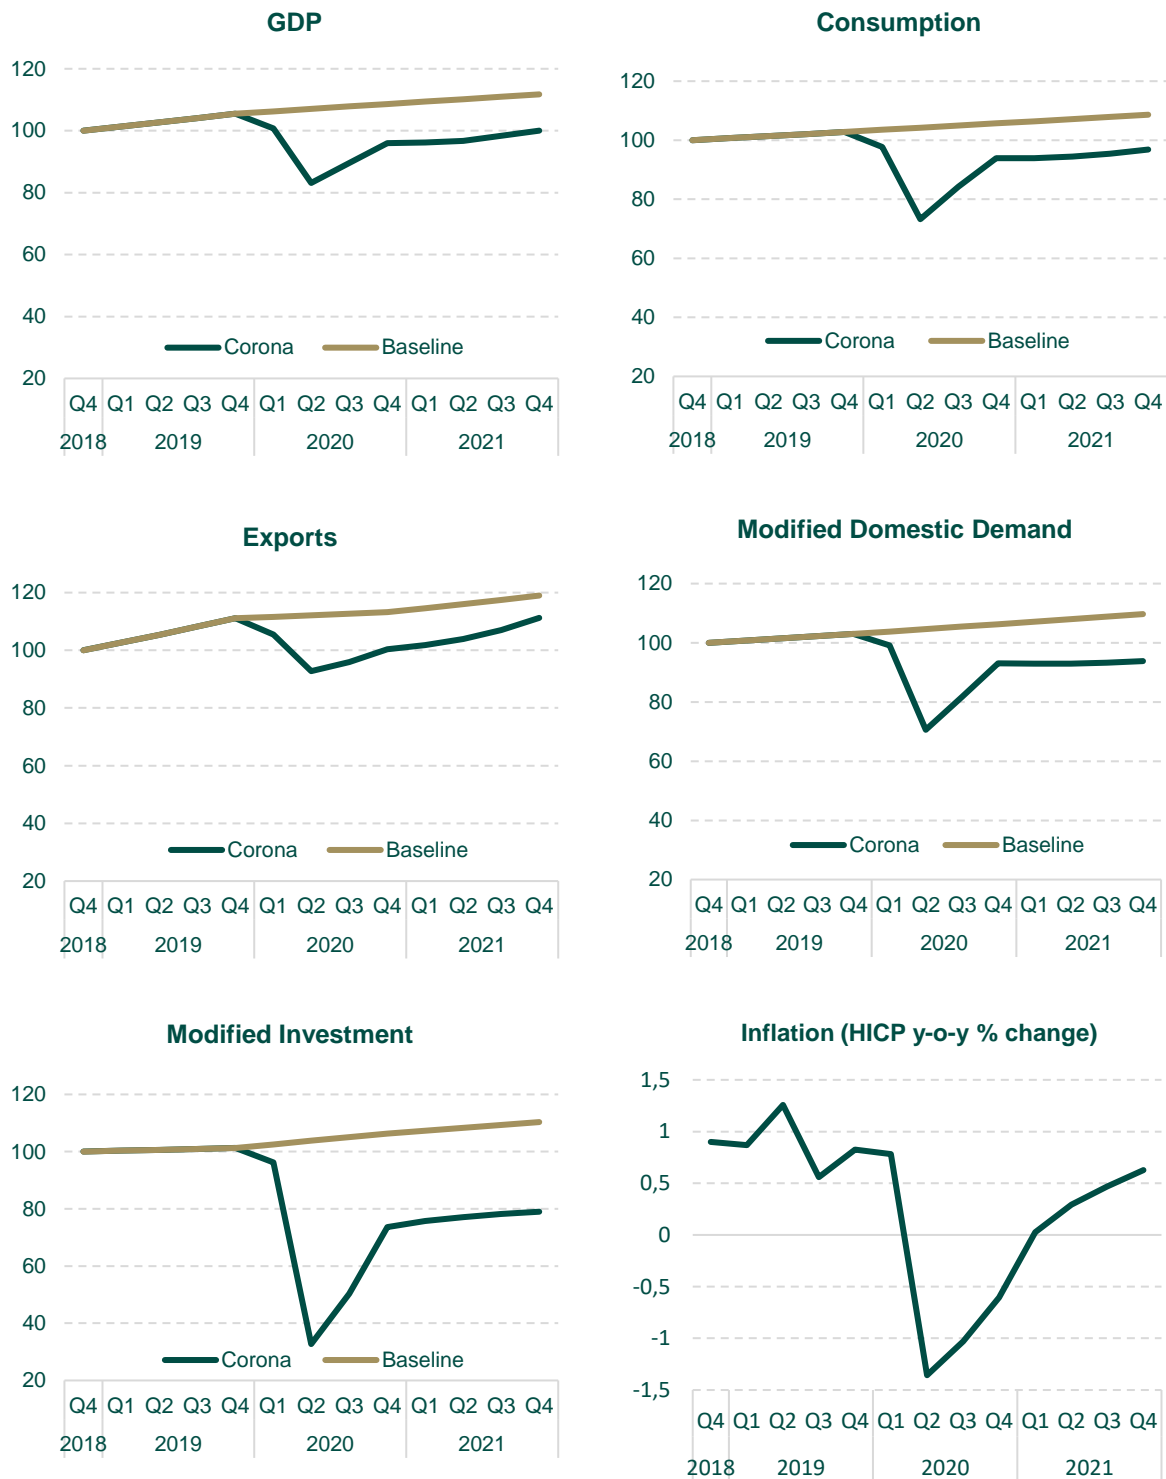 GDP
120
100
80
60
40
20
Corona Baseline
Q4 Q1 Q2 Q3 Q4 Q1 Q2 Q3 Q4 Q1 Q2 Q3 Q4
2018 2019 2020 2021
Consumption
120
100
80
60
40
20
Corona Baseline
Q4 Q1 Q2 Q3 Q4 Q1 Q2 Q3 Q4 Q1 Q2 Q3 Q4
2018 2019 2020 2021
Exports
120
100
80
60
40
20
Corona Baseline
Q4 Q1 Q2 Q3 Q4 Q1 Q2 Q3 Q4 Q1 Q2 Q3 Q4
2018 2019 2020 2021
Modified Domestic Demand
120
100
80
60
40
20
Corona Baseline
Q4 Q1 Q2 Q3 Q4 Q1 Q2 Q3 Q4 Q1 Q2 Q3 Q4
2018 2019 2020 2021
Modified Investment
120
100
80
60
40
20
Corona Baseline
Q4 Q1 Q2 Q3 Q4 Q1 Q2 Q3 Q4 Q1 Q2 Q3 Q4
2018 2019 2020 2021
Inflation (HICP y-o-y % change)
1,5
1
0,5
0
-0,5
-1
-1,5
Q4 Q1 Q2 Q3 Q4 Q1 Q2 Q3 Q4 Q1 Q2 Q3 Q4
2018 2019 2020 2021